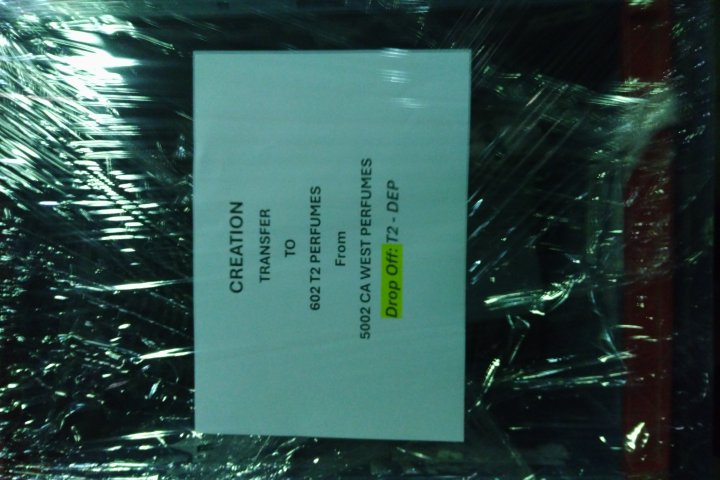 CREATION
TRANSFER
TO
602 T2 PERFUMES
From
5002 CA WEST PERFUMES
Drop Off: T2 - DEP